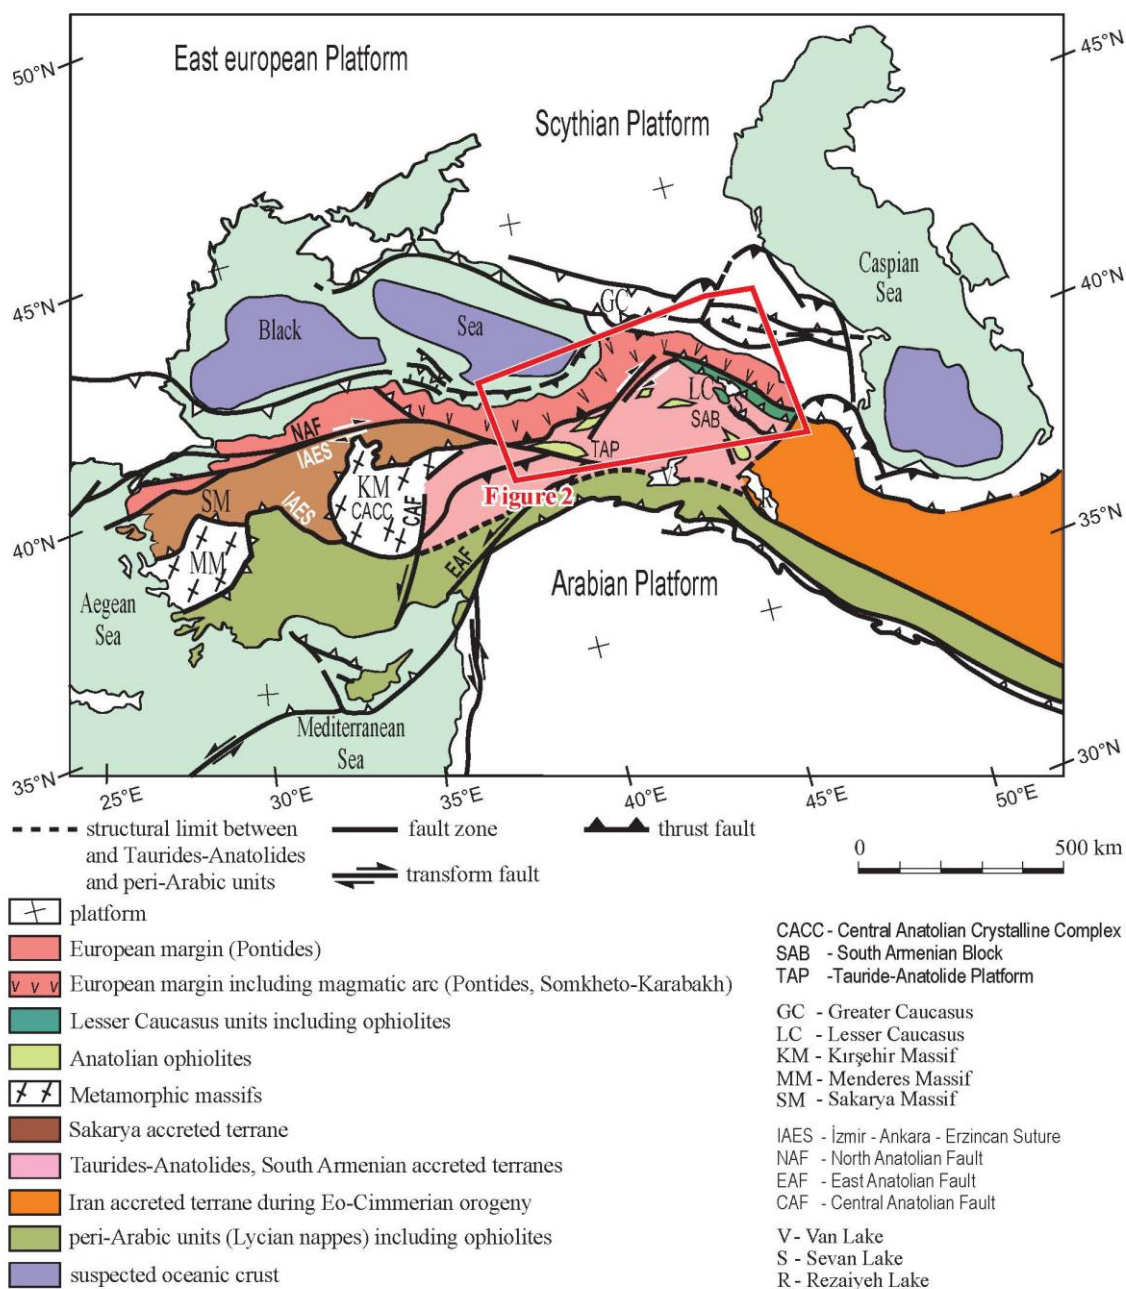 50°N
East european Platform
45°N
Scythian Platform
Caspian
Sea
40°N
45°N
GC
Black
Sea
LC
S
SAB
NAF
IAES
TAP
KM
CACC
CAF
V
R
Figure 2
SM
IAES
35°N
40°N
MM
EAF
Arabian Platform
Aegean
Sea
Mediterranean
Sea
30°N
35°N
25°E
30°E
35°E
40°E
45°E
50°E
structural limit between
and Taurides-Anatolides
and peri-Arabic units
fault zone
thrust fault
transform fault
0 500 km
platform
European margin (Pontides)
European margin including magmatic arc (Pontides, Somkheto-Karabakh)
Lesser Caucasus units including ophiolites
Anatolian ophiolites
Metamorphic massifs
Sakarya accreted terrane
Taurides-Anatolides, South Armenian accreted terranes
Iran accreted terrane during Eo-Cimmerian orogeny
peri-Arabic units (Lycian nappes) including ophiolites
suspected oceanic crust
CACC - Central Anatolian Crystalline Complex
SAB - South Armenian Block
TAP -Tauride-Anatolide Platform
GC - Greater Caucasus
LC - Lesser Caucasus
KM - Kırşehir Massif
MM - Menderes Massif
SM - Sakarya Massif
IAES - İzmir - Ankara - Erzincan Suture
NAF - North Anatolian Fault
EAF - East Anatolian Fault
CAF - Central Anatolian Fault
V - Van Lake
S - Sevan Lake
R - Rezaiyeh Lake